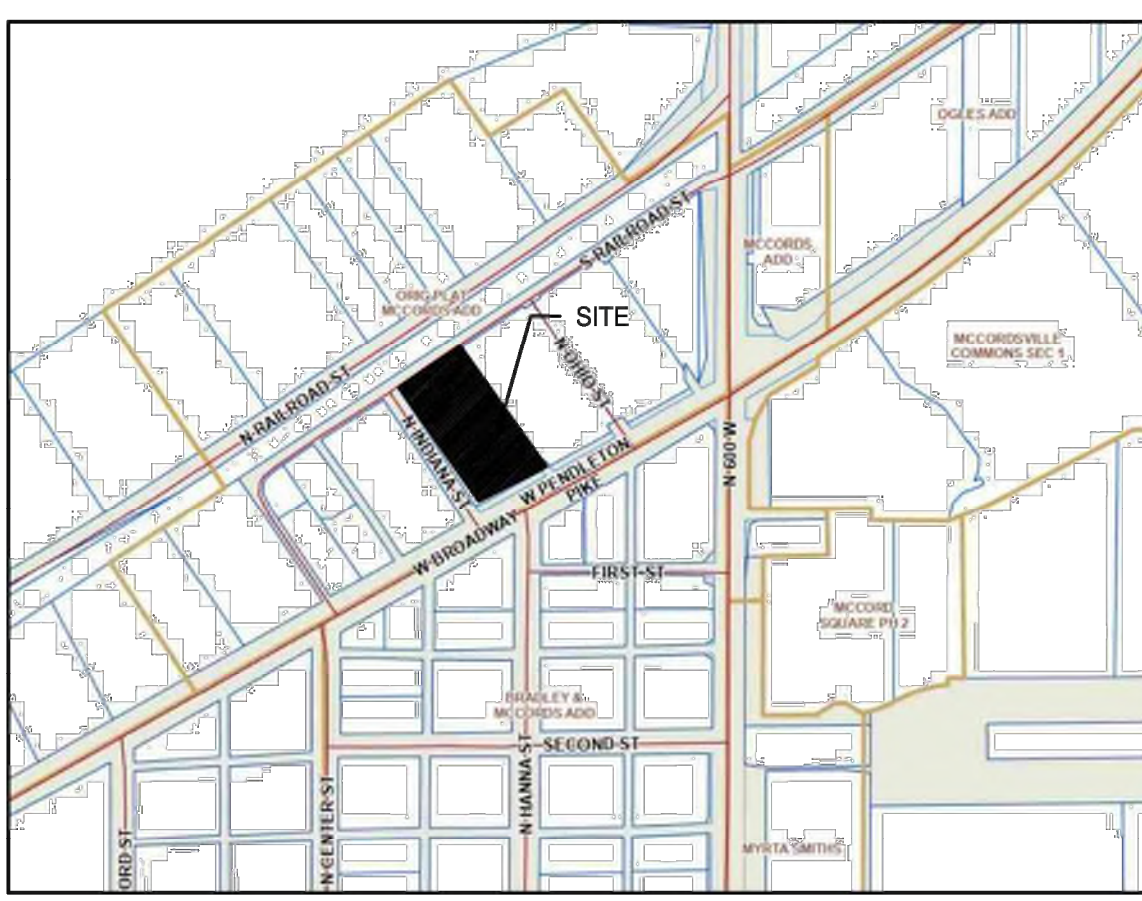 OGLES ADD
S-RAILROAD-ST
MCCORDS
ADD
ORIG PLAT
MCCORDS ADD
SITE
MCCORDSVILLE
COMMONS SEC 1
N-OHIO-ST
N-RAILROAD-ST
N-INDIANA-ST
W PENDLETON
PIKE
N-600-W
W-BROADWAY
FIRST-ST
MCCORD
SQUARE PH 2
BRADLEY &
MCCORDS ADD
SECOND-ST
N-HANNA-ST
N-CENTER-ST
ORD-ST
MYRTA SMITHS